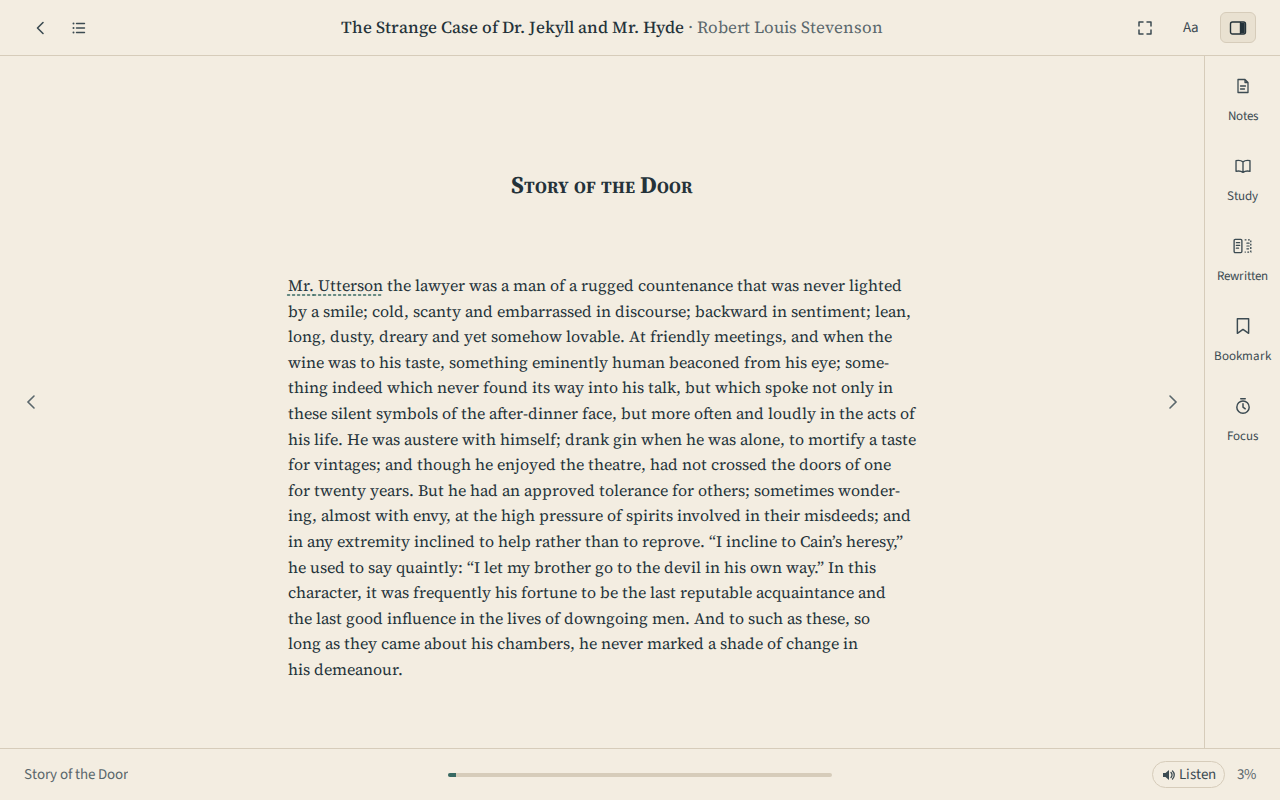 The Strange Case of Dr. Jekyll and Mr. Hyde · Robert Louis Stevenson
Aa
Notes
Study
Rewritten
Bookmark
Focus
Story of the Door
Mr. Utterson the lawyer was a man of a rugged countenance that was never lighted
by a smile; cold, scanty and embarrassed in discourse; backward in sentiment; lean,
long, dusty, dreary and yet somehow lovable. At friendly meetings, and when the
wine was to his taste, something eminently human beaconed from his eye; some-
thing indeed which never found its way into his talk, but which spoke not only in
these silent symbols of the after-dinner face, but more often and loudly in the acts of
his life. He was austere with himself; drank gin when he was alone, to mortify a taste
for vintages; and though he enjoyed the theatre, had not crossed the doors of one
for twenty years. But he had an approved tolerance for others; sometimes wonder-
ing, almost with envy, at the high pressure of spirits involved in their misdeeds; and
in any extremity inclined to help rather than to reprove. “I incline to Cain’s heresy,”
he used to say quaintly: “I let my brother go to the devil in his own way.” In this
character, it was frequently his fortune to be the last reputable acquaintance and
the last good influence in the lives of downgoing men. And to such as these, so
long as they came about his chambers, he never marked a shade of change in
his demeanour.
Story of the Door
Listen
3%